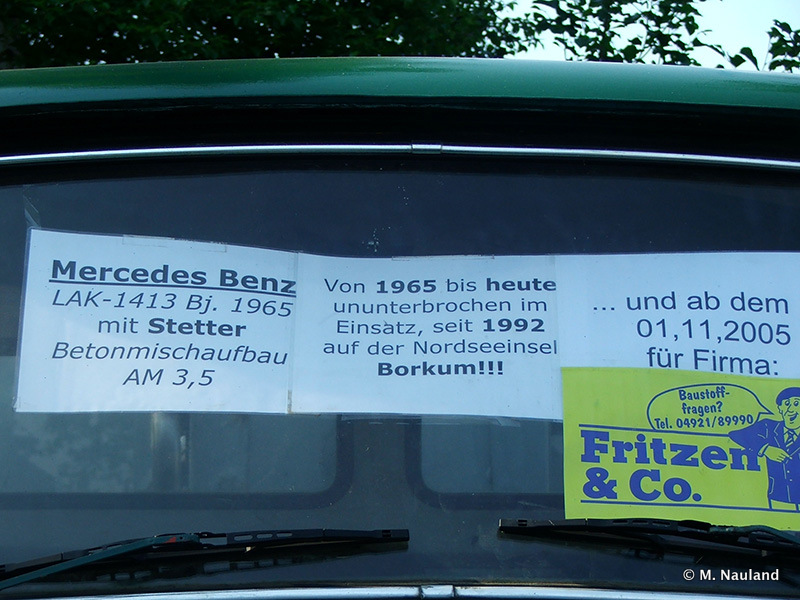 Mercedes Benz
LAK-1413 Bj. 1965
mit Stetter
Betonmischaufbau
AM 3,5
Von 1965 bis heute
ununterbrochen im
Einsatz, seit 1992
auf der Nordseeinsel
Borkum!!!
... und ab dem
01,11,2005
für Firma:
Baustoff-
fragen?
Tel. 04921/89990
Fritzen
& Co.
© M. Nauland